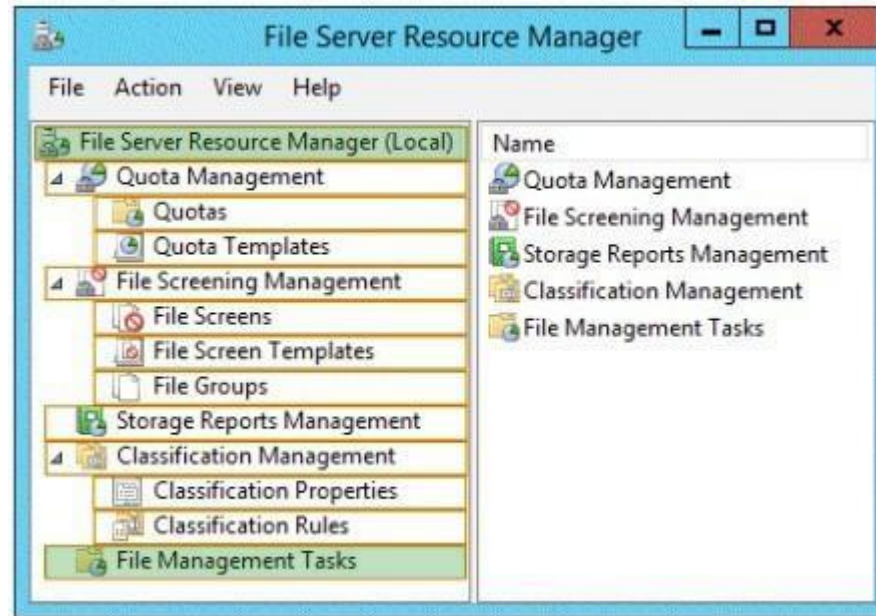 File Server Resource Manager
File Action View Help
File Server Resource Manager (Local)
Quota Management
Quotas
Quota Templates
File Screening Management
File Screens
File Screen Templates
File Groups
Storage Reports Management
Classification Management
Classification Properties
Classification Rules
File Management Tasks
Name
Quota Management
File Screening Management
Storage Reports Management
Classification Management
File Management Tasks